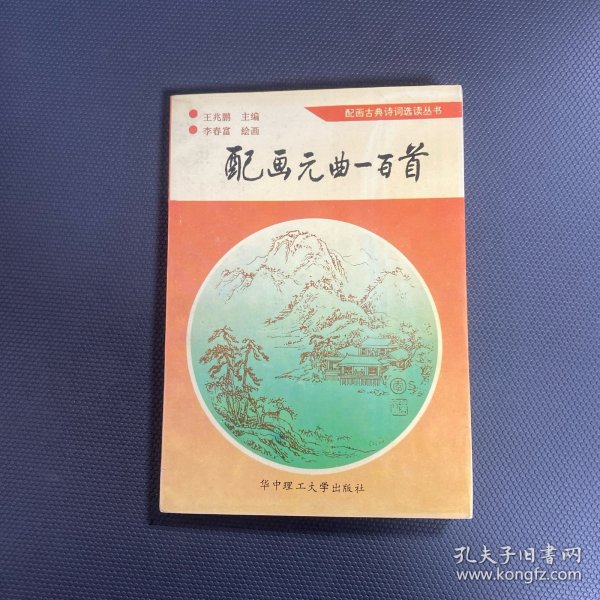 王兆鹏 主编
李春富 绘画
配画古典诗词选读丛书
配画元曲一百首
华中理工大学出版社
孔夫子旧书网
www.kongfz.com